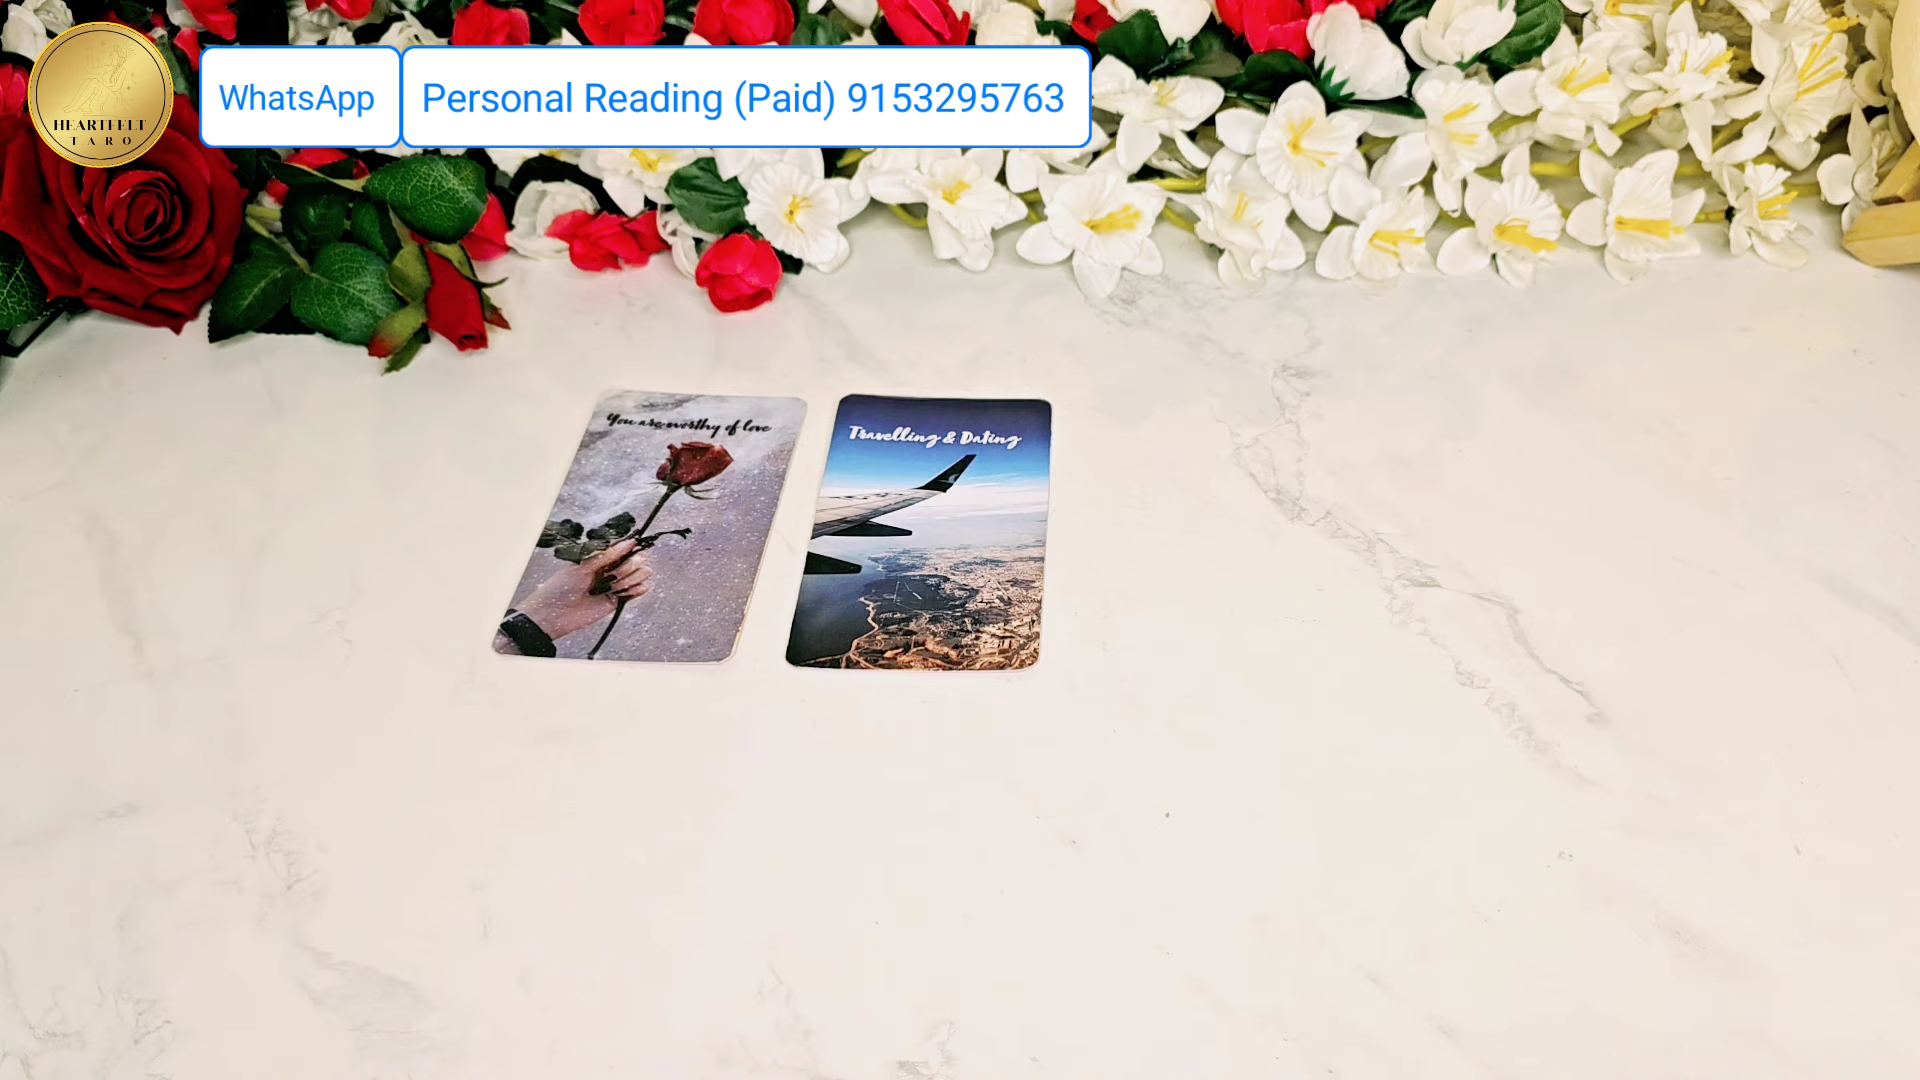 HEARTFELT
TARO
WhatsApp
Personal Reading (Paid) 9153295763
You are worthy of love
Travelling & Dating